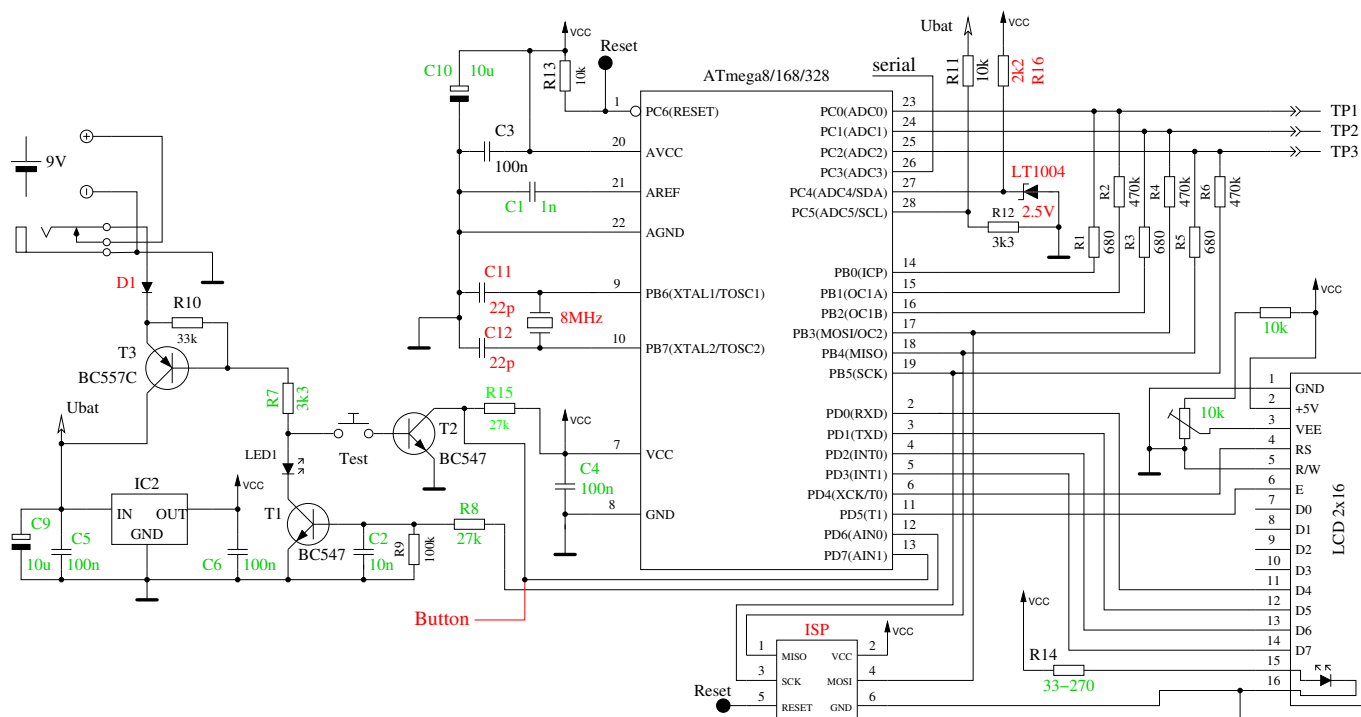 Ubat
VCC
VCC
C10
10u
R13
10k
Reset
ATmega8/168/328
serial
R11
10k
2k2
R16
1
PC6(RESET)
PC0(ADC0)
23
TP1
PC1(ADC1)
24
TP2
PC2(ADC2)
25
TP3
PC3(ADC3)
26
C3
100n
20
AVCC
9V
+
−
C1
1n
21
AREF
PC4(ADC4/SDA)
27
LT1004
2.5V
PC5(ADC5/SCL)
28
R12
3k3
R2
470k
R4
470k
R6
470k
22
AGND
R1
680
R3
680
R5
680
D1
C11
22p
9
PB6(XTAL1/TOSC1)
8MHz
C12
22p
10
PB7(XTAL2/TOSC2)
PB0(ICP)
14
PB1(OC1A)
15
PB2(OC1B)
16
PB3(MOSI/OC2)
17
PB4(MISO)
18
PB5(SCK)
19
VCC
10k
R10
33k
T3
BC557C
Ubat
R7
3k3
R15
27k
VCC
Test
T2
BC547
LED1
7
VCC
C4
100n
8
GND
PD0(RXD)
2
PD1(TXD)
3
PD2(INT0)
4
PD3(INT1)
5
PD4(XCK/T0)
6
PD5(T1)
11
PD6(AIN0)
12
PD7(AIN1)
13
10k
1
GND
2
+5V
3
VEE
4
RS
5
R/W
6
E
7
D0
8
D1
9
D2
10
D3
11
D4
12
D5
13
D6
14
D7
15
16
LCD 2x16
IC2
IN
OUT
GND
VCC
C9
10u
C5
100n
C6
100n
T1
BC547
C2
10n
R9
100k
R8
27k
Button
ISP
1
MISO
VCC
2
VCC
3
SCK
MOSI
4
5
RESET
GND
6
Reset
VCC
R14
33−270